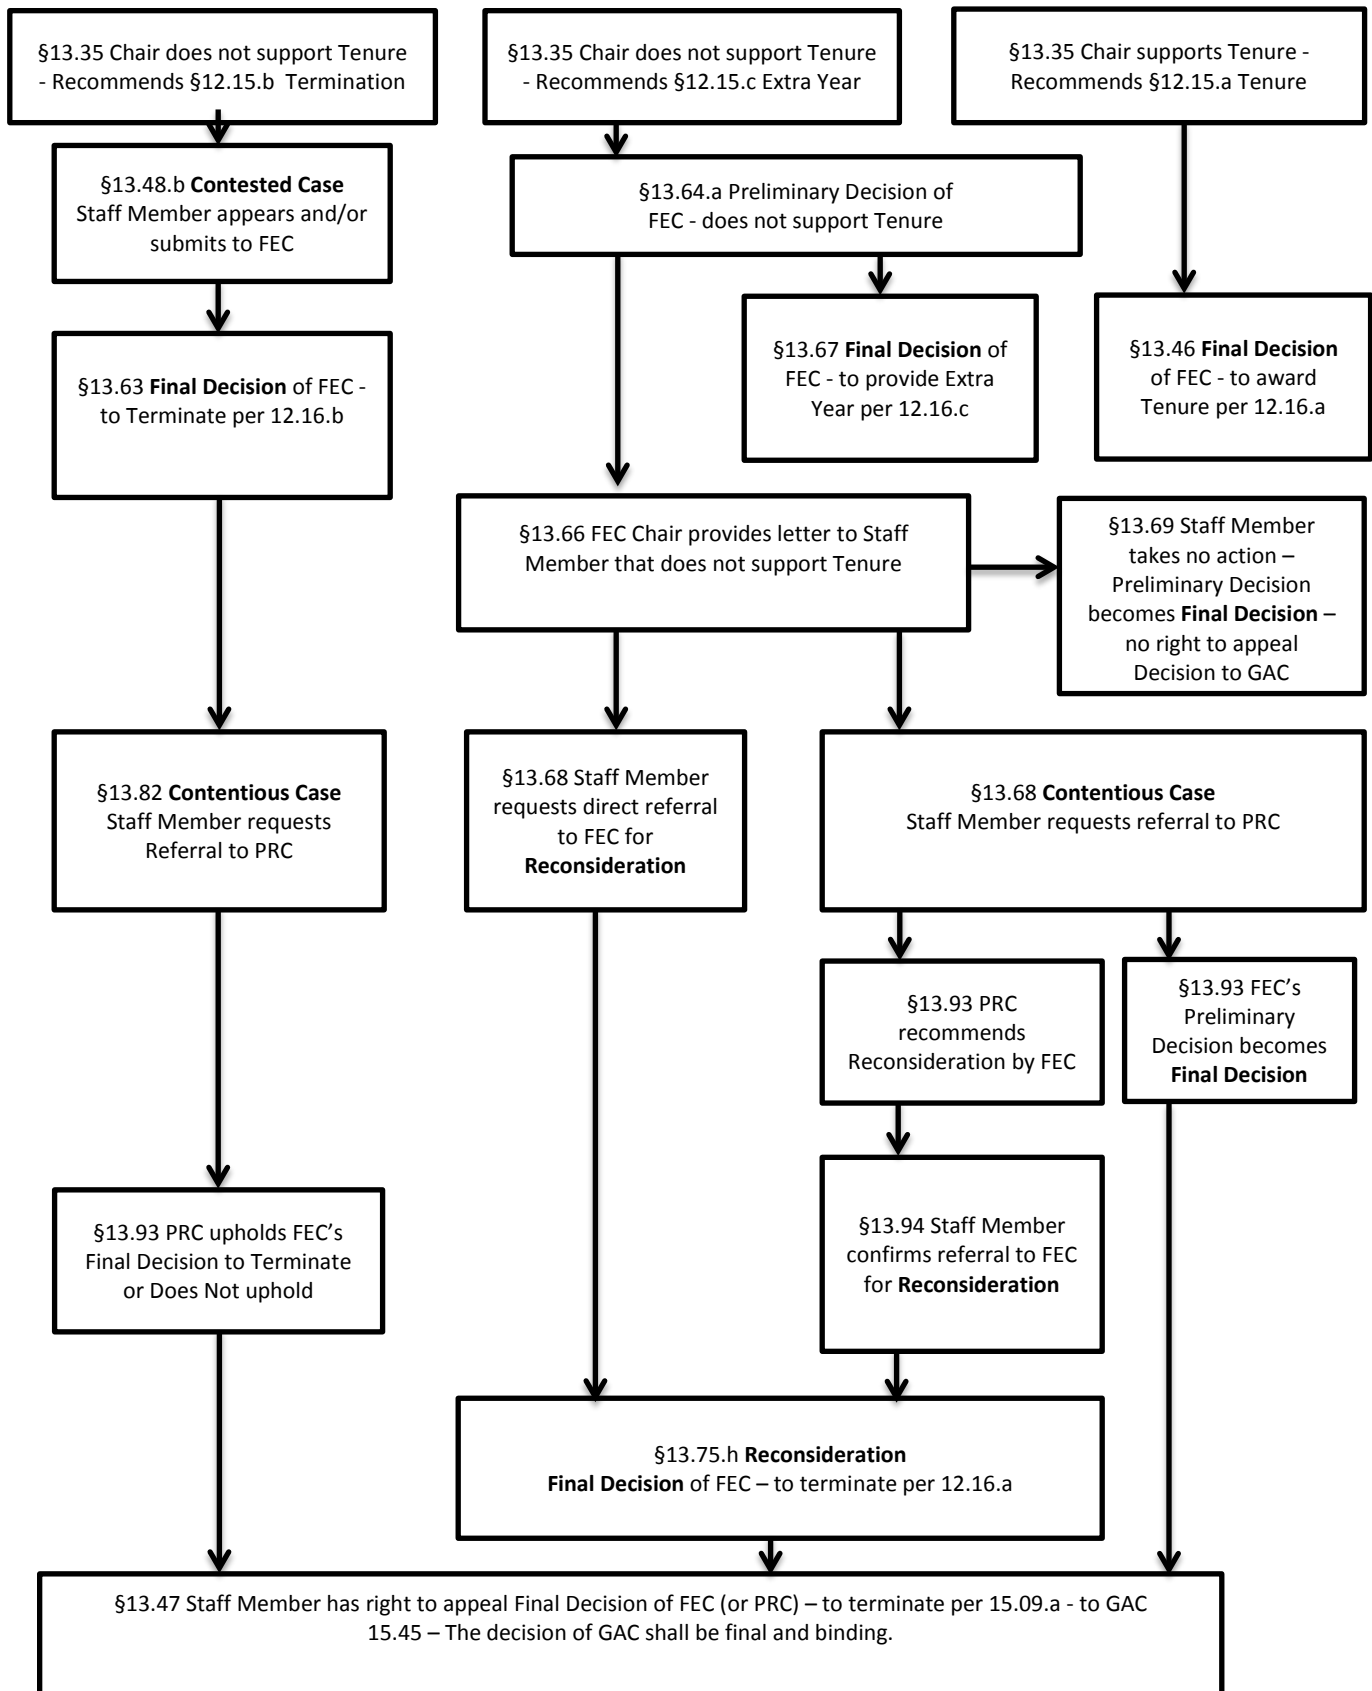 §13.35 Chair does not support Tenure
- Recommends §12.15.b  Termination
§13.35 Chair does not support Tenure
- Recommends §12.15.c Extra Year
§13.35 Chair supports Tenure -
Recommends §12.15.a Tenure
§13.48.b Contested Case
Staff Member appears and/or
submits to FEC
§13.64.a Preliminary Decision of
FEC - does not support Tenure
§13.63 Final Decision of FEC -
to Terminate per 12.16.b
§13.67 Final Decision of
FEC - to provide Extra
Year per 12.16.c
§13.46 Final Decision
of FEC - to award
Tenure per 12.16.a
§13.66 FEC Chair provides letter to Staff
Member that does not support Tenure
§13.69 Staff Member
takes no action –
Preliminary Decision
becomes Final Decision –
no right to appeal
Decision to GAC
§13.82 Contentious Case
Staff Member requests
Referral to PRC
§13.68 Staff Member
requests direct referral
to FEC for
Reconsideration
§13.68 Contentious Case
Staff Member requests referral to PRC
§13.93 PRC
recommends
Reconsideration by FEC
§13.93 FEC’s
Preliminary
Decision becomes
Final Decision
§13.93 PRC upholds FEC’s
Final Decision to Terminate
or Does Not uphold
§13.94 Staff Member
confirms referral to FEC
for Reconsideration
§13.75.h Reconsideration
Final Decision of FEC – to terminate per 12.16.a
§13.47 Staff Member has right to appeal Final Decision of FEC (or PRC) – to terminate per 15.09.a - to GAC
15.45 – The decision of GAC shall be final and binding.